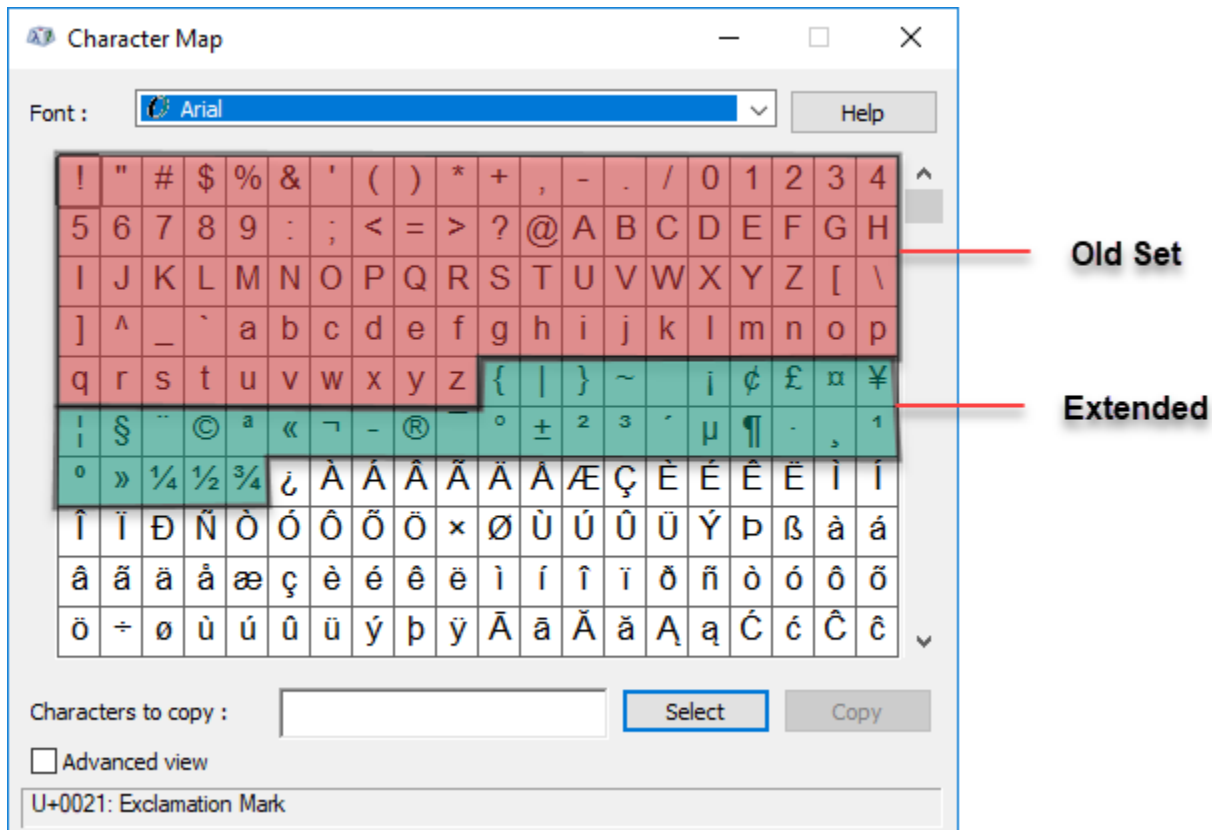 Character Map
Font : Arial Help
! " # $ % & ' ( ) * + , - . / 0 1 2 3 4
5 6 7 8 9 : ; < = > ? @ A B C D E F G H
Old Set
I J K L M N O P Q R S T U V W X Y Z [ \
] ^ _ ` a b c d e f g h i j k l m n o p
q r s t u v w x y z { | } ~ ¡ ¢ £ ¤ ¥
Extended
¦ § ¨ © ª « ¬ - ® ¯ ° ± ² ³ ´ µ ¶ · ¸ ¹
º » ¼ ½ ¾ ¿ À Á Â Ã Ä Å Æ Ç È É Ê Ë Ì Í
Î Ï Ð Ñ Ò Ó Ô Õ Ö × Ø Ù Ú Û Ü Ý Þ ß à á
â ã ä å æ ç è é ê ë ì í î ï ð ñ ò ó ô õ
ö ÷ ø ù ú û ü ý þ ÿ Ā ā Ă ă Ą ą Ć ć Ĉ ĉ
Characters to copy : Select Copy
Advanced view
U+0021: Exclamation Mark